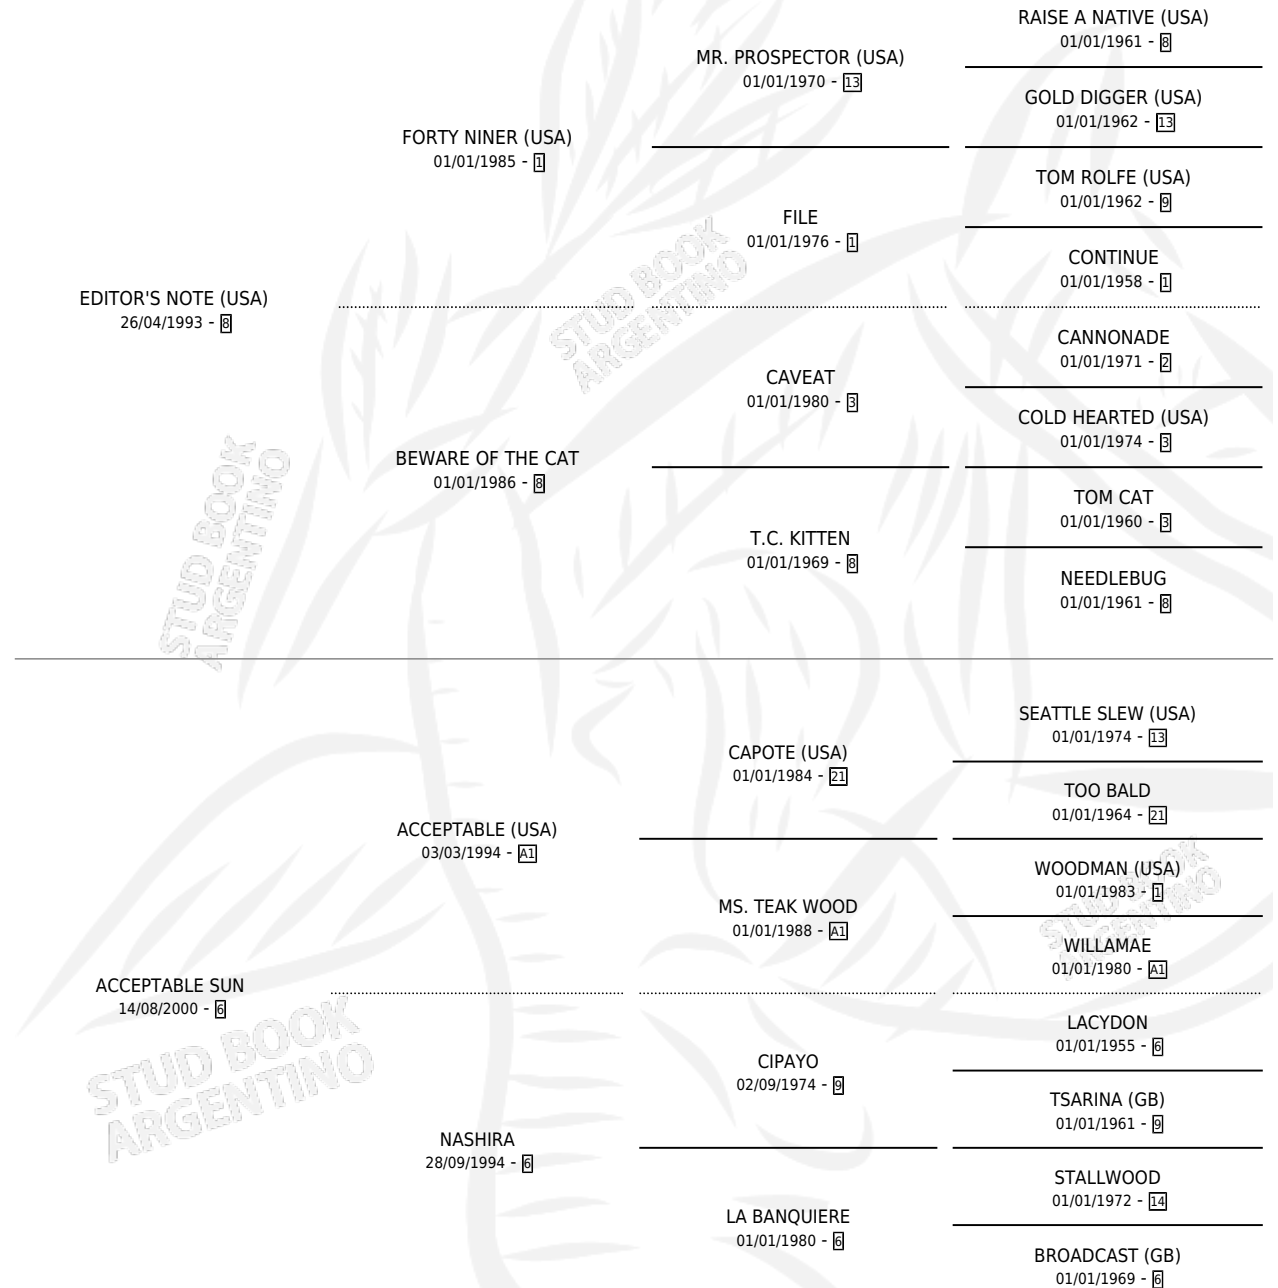 RAISE A NATIVE (USA)
01/01/1961 - 8
MR. PROSPECTOR (USA)
01/01/1970 - 13
GOLD DIGGER (USA)
01/01/1962 - 13
FORTY NINER (USA)
01/01/1985 - 1
TOM ROLFE (USA)
01/01/1962 - 9
FILE
01/01/1976 - 1
CONTINUE
01/01/1958 - 1
EDITOR'S NOTE (USA)
26/04/1993 - 8
CANNONADE
01/01/1971 - 2
CAVEAT
01/01/1980 - 3
COLD HEARTED (USA)
01/01/1974 - 3
BEWARE OF THE CAT
01/01/1986 - 8
TOM CAT
01/01/1960 - 3
T.C. KITTEN
01/01/1969 - 8
NEEDLEBUG
01/01/1961 - 8
STUD BOOK
ARGENTINO
STUD BOOK
ARGENTINO
SEATTLE SLEW (USA)
01/01/1974 - 13
CAPOTE (USA)
01/01/1984 - 21
TOO BALD
01/01/1964 - 21
ACCEPTABLE (USA)
03/03/1994 - A1
WOODMAN (USA)
01/01/1983 - 1
MS. TEAK WOOD
01/01/1988 - A1
WILLAMAE
01/01/1980 - A1
STUD BOOK
ARGENTINO
ACCEPTABLE SUN
14/08/2000 - 6
LACYDON
01/01/1955 - 6
CIPAYO
02/09/1974 - 9
TSARINA (GB)
01/01/1961 - 9
STUD BOOK
ARGENTINO
NASHIRA
28/09/1994 - 6
STALLWOOD
01/01/1972 - 14
LA BANQUIERE
01/01/1980 - 6
BROADCAST (GB)
01/01/1969 - 6